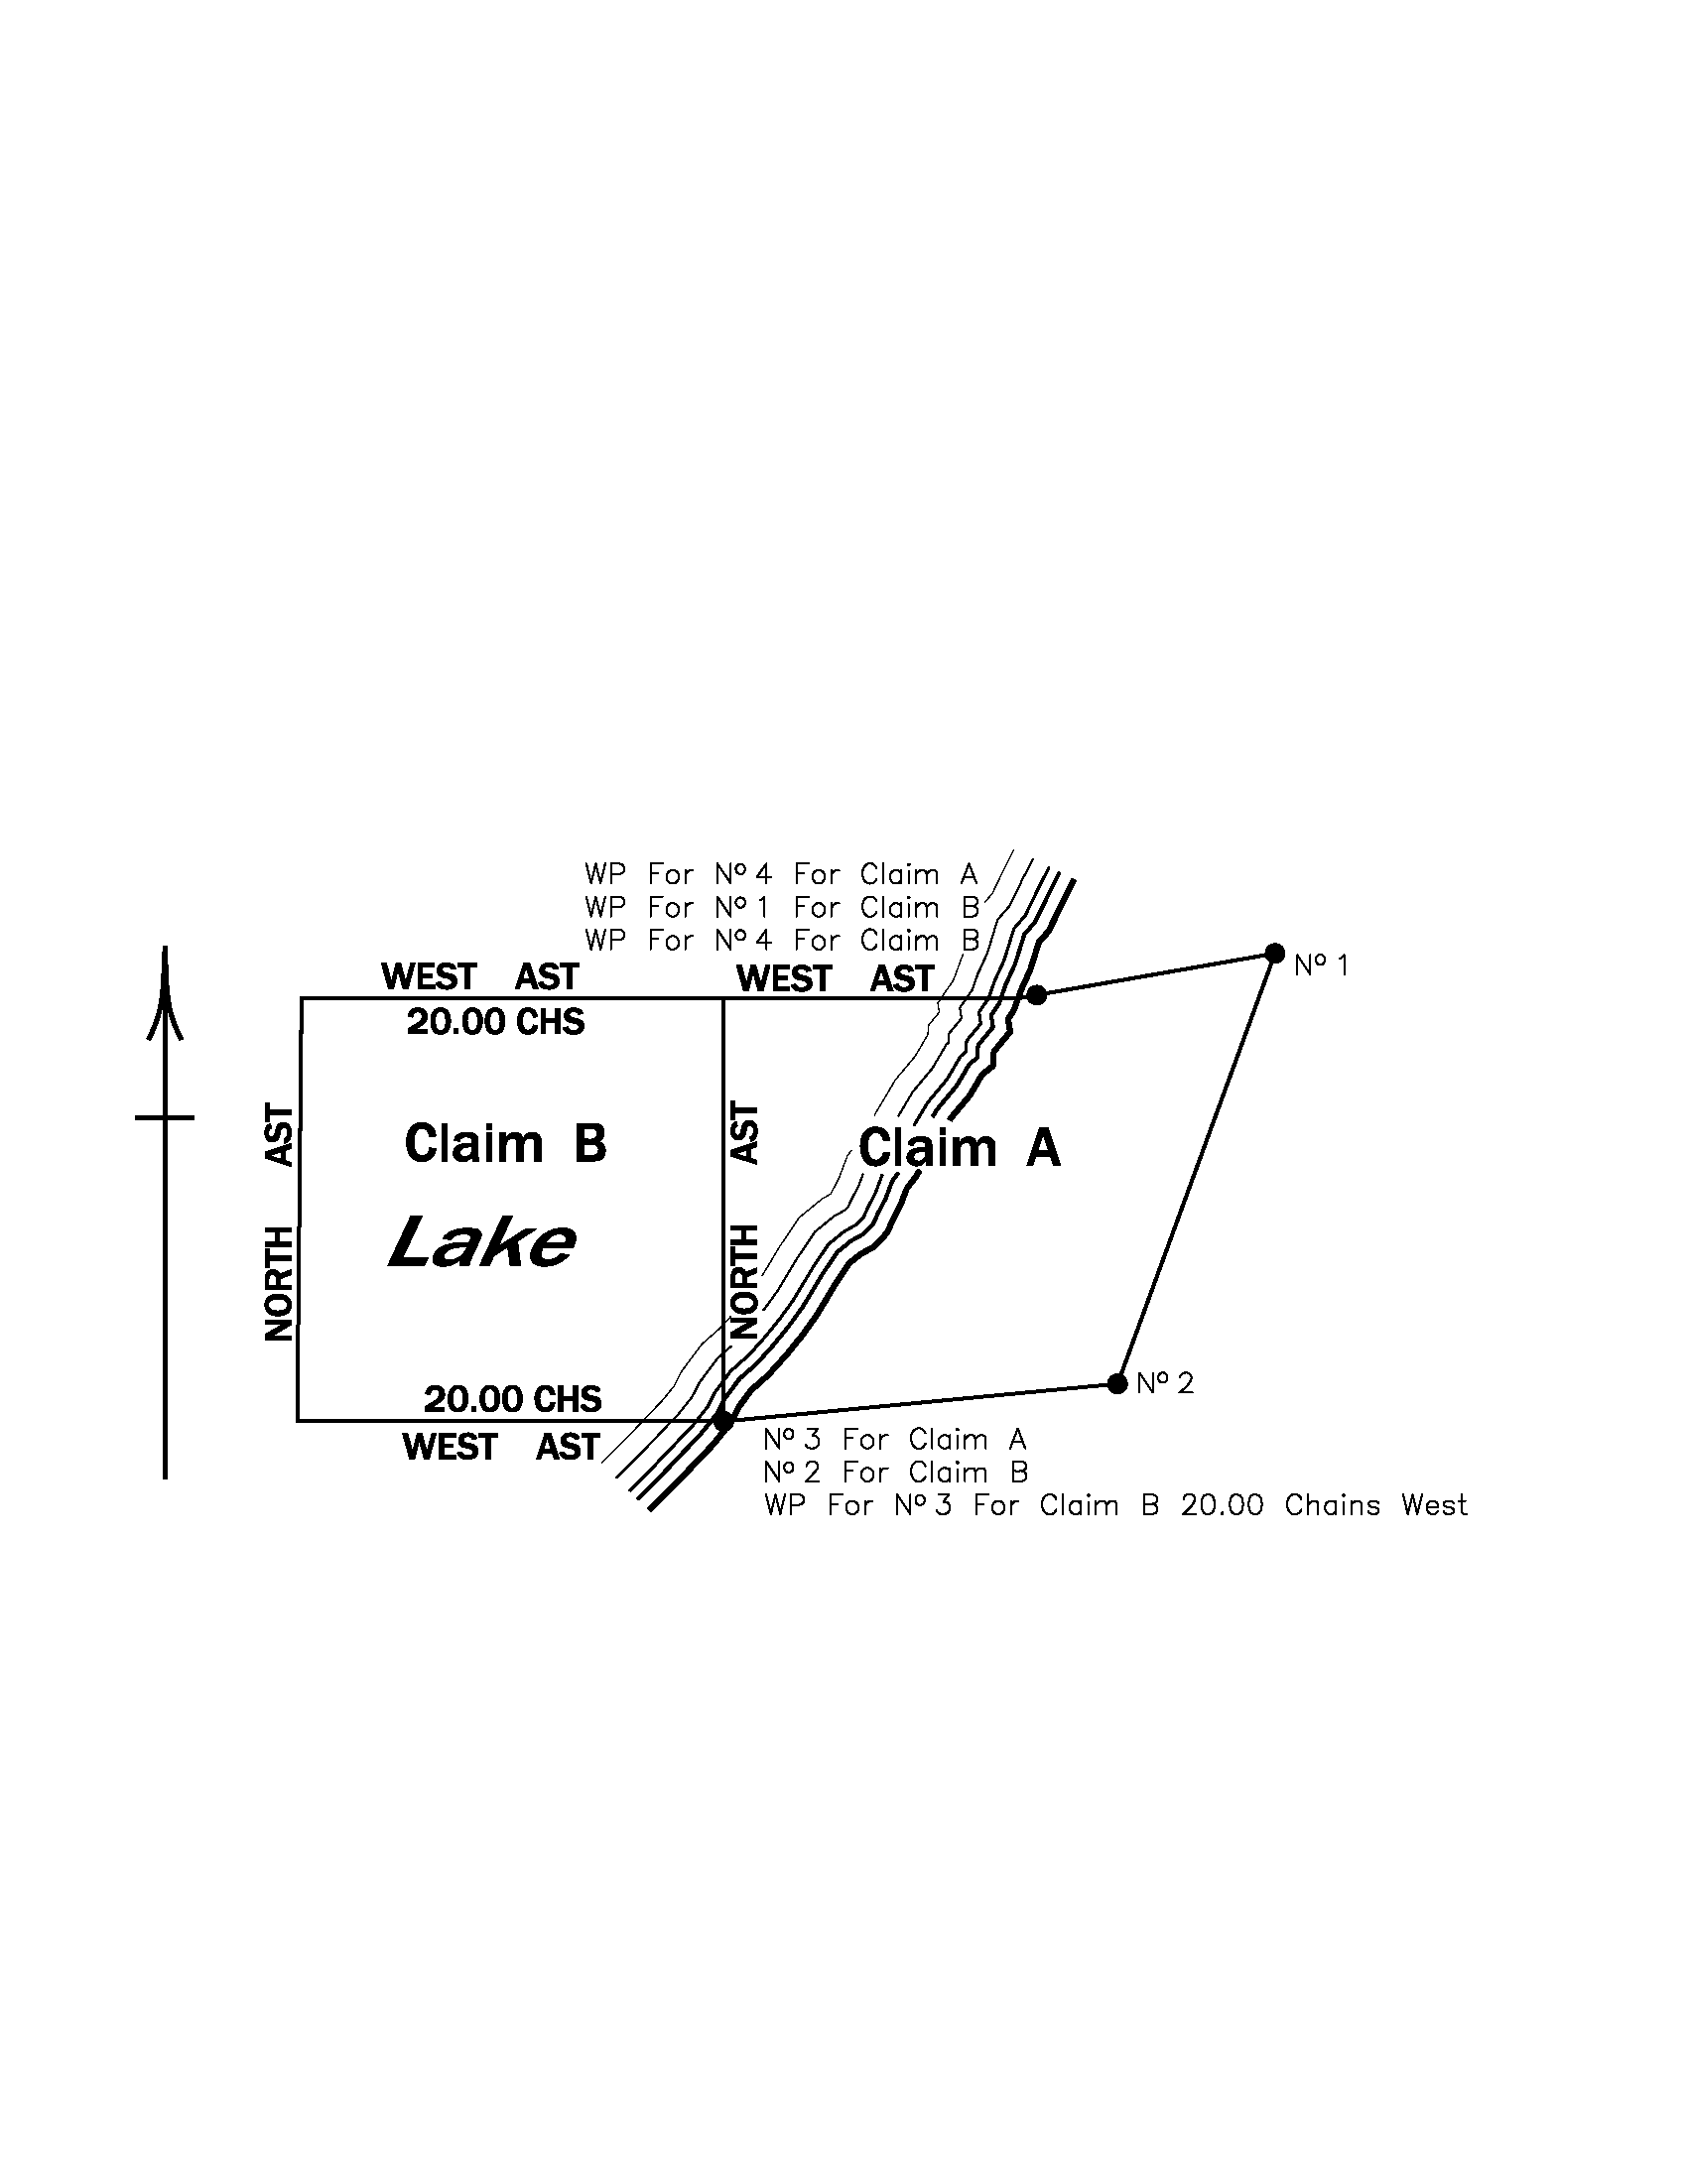 WP For Nº 4 For Claim A
WP For Nº 1 For Claim B
WP For Nº 4 For Claim B
Nº 1
WEST AST
WEST AST
20.00 CHS
NORTH AST
NORTH AST
Claim B
Claim A
Lake
Nº 2
20.00 CHS
WEST AST
Nº 3 For Claim A
Nº 2 For Claim B
WP For Nº 3 For Claim B 20.00 Chains West